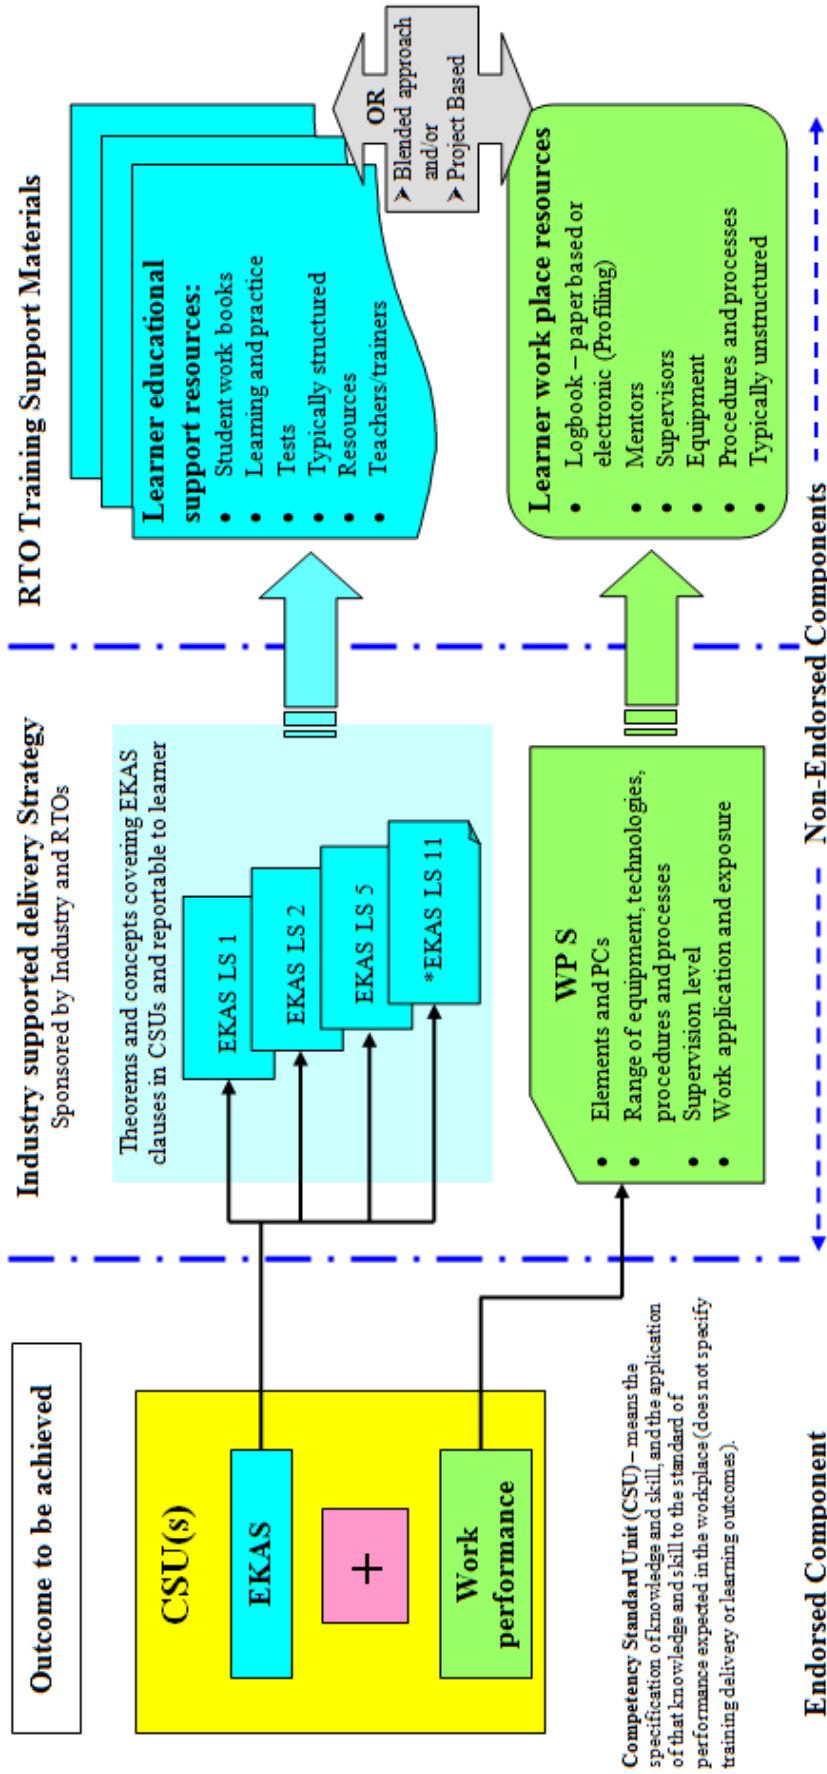 Outcome to be achieved
CSU(s)
EKAS
+
Work
performance
Competency Standard Unit (CSU) – means the
specification of knowledge and skill, and the application
of that knowledge and skill to the standard of
performance expected in the workplace (does not specify
training delivery or learning outcomes).
Endorsed Component
Industry supported delivery Strategy
Sponsored by Industry and RTOs
Theorems and concepts covering EKAS
clauses in CSUs and reportable to learner
EKAS LS 1
EKAS LS 2
EKAS LS 5
*EKAS LS 11
WP S
• Elements and PCs
• Range of equipment, technologies,
procedures and processes
• Supervision level
• Work application and exposure
Non-Endorsed Components
RTO Training Support Materials
Learner educational
support resources:
• Student work books
• Learning and practice
• Tests
• Typically structured
• Resources
• Teachers/trainers
OR
➤ Blended approach
and/or
➤ Project Based
Learner work place resources
• Logbook – paper based or
electronic (Profiling)
• Mentors
• Supervisors
• Equipment
• Procedures and processes
• Typically unstructured